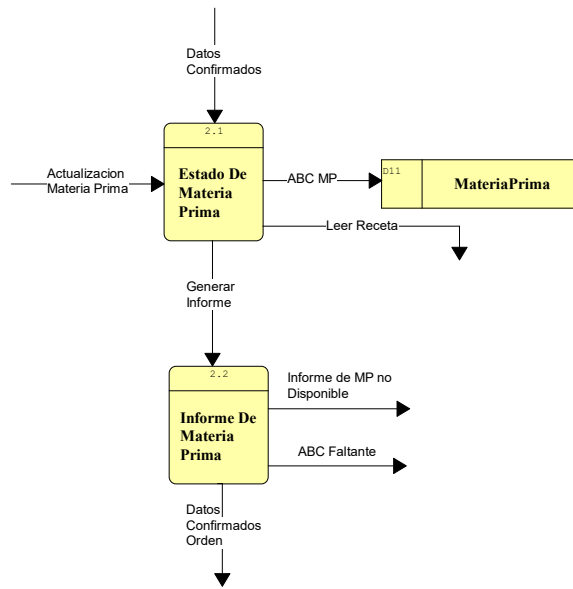 Datos
Confirmados
2.1
Estado De
Materia
Prima
Actualizacion
Materia Prima
ABC MP
D11
MateriaPrima
Leer Receta
Generar
Informe
2.2
Informe De
Materia
Prima
Informe de MP no
Disponible
ABC Faltante
Datos
Confirmados
Orden